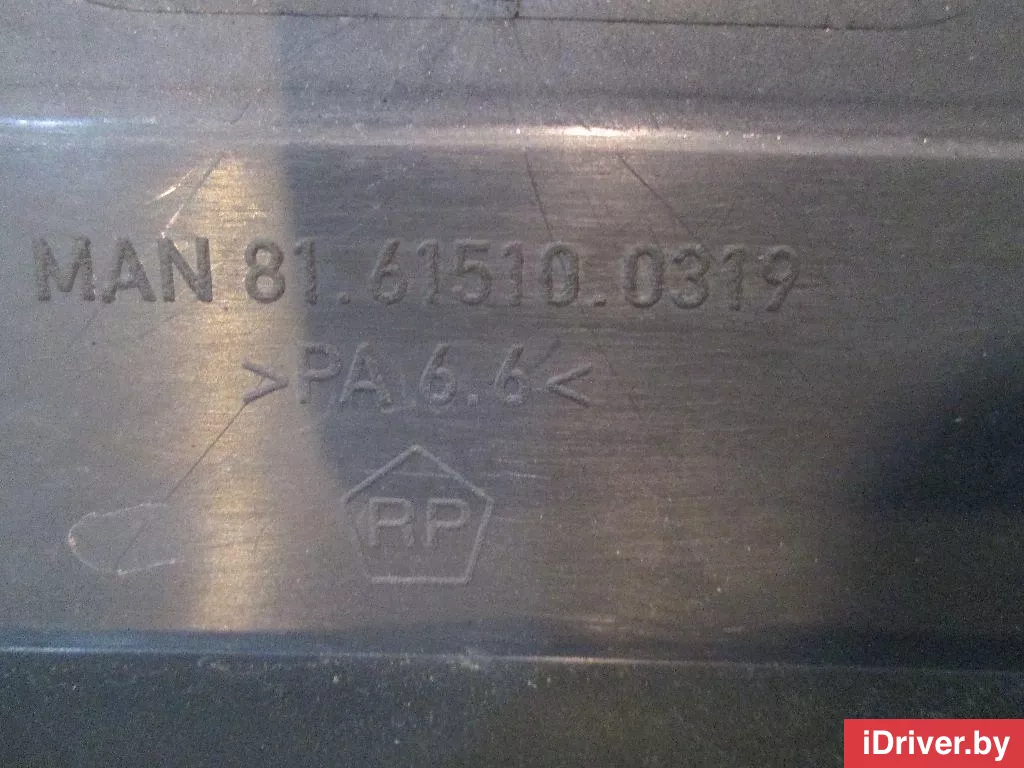 MAN 81.61510.0319
>PA 6.6<
RP
iDriver.by